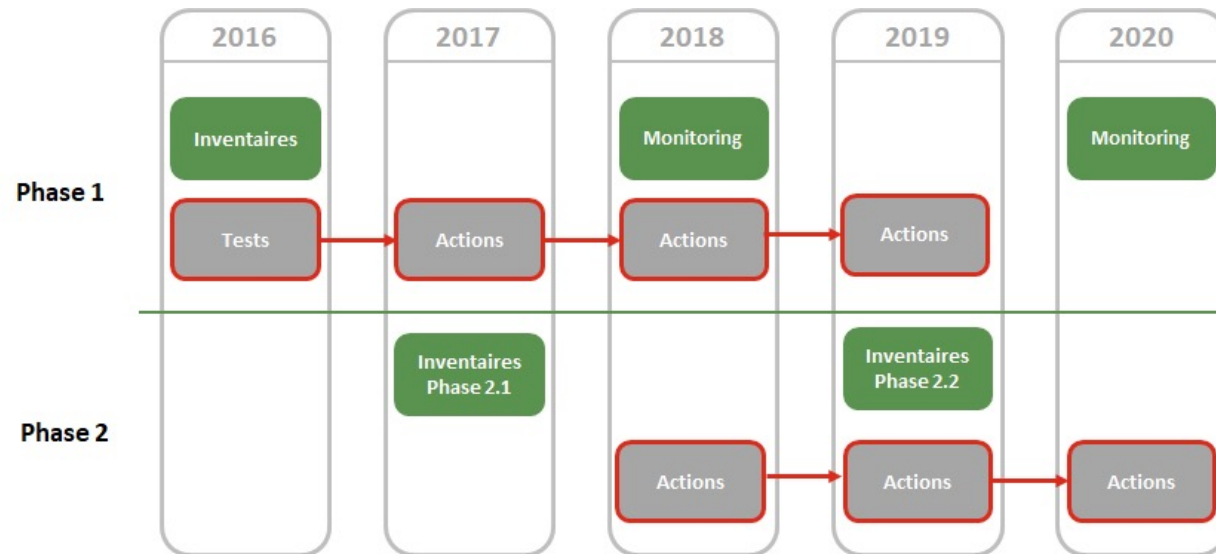 2016
2017
2018
2019
2020
Phase 1
Inventaires
Monitoring
Monitoring
Tests
Actions
Actions
Actions
Phase 2
Inventaires
Phase 2.1
Inventaires
Phase 2.2
Actions
Actions
Actions